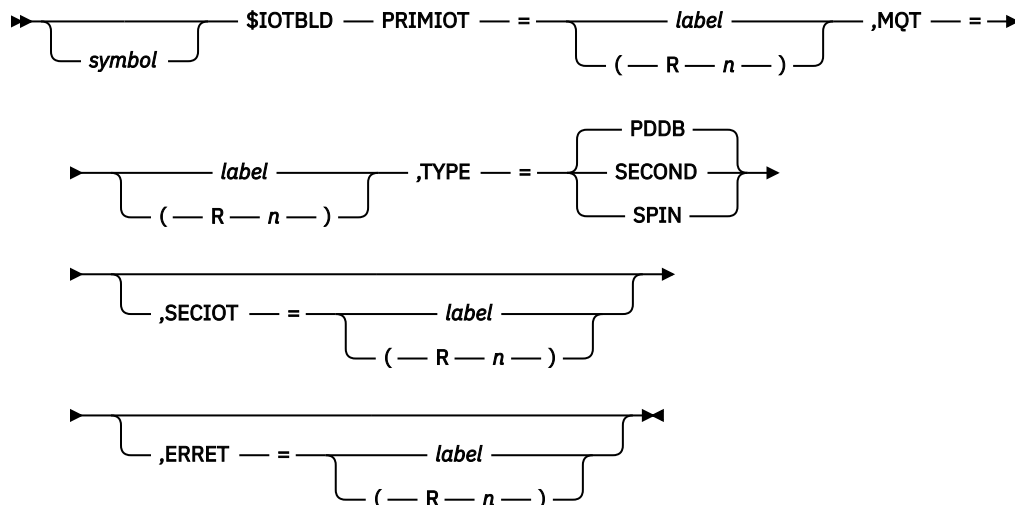 $IOTBLD PRIMIOT = label ,MQT =
symbol ( R n )
PDDB
label ,TYPE = SECOND
( R n ) SPIN
,SECIOT = label
( R n )
,ERRET = label
( R n )